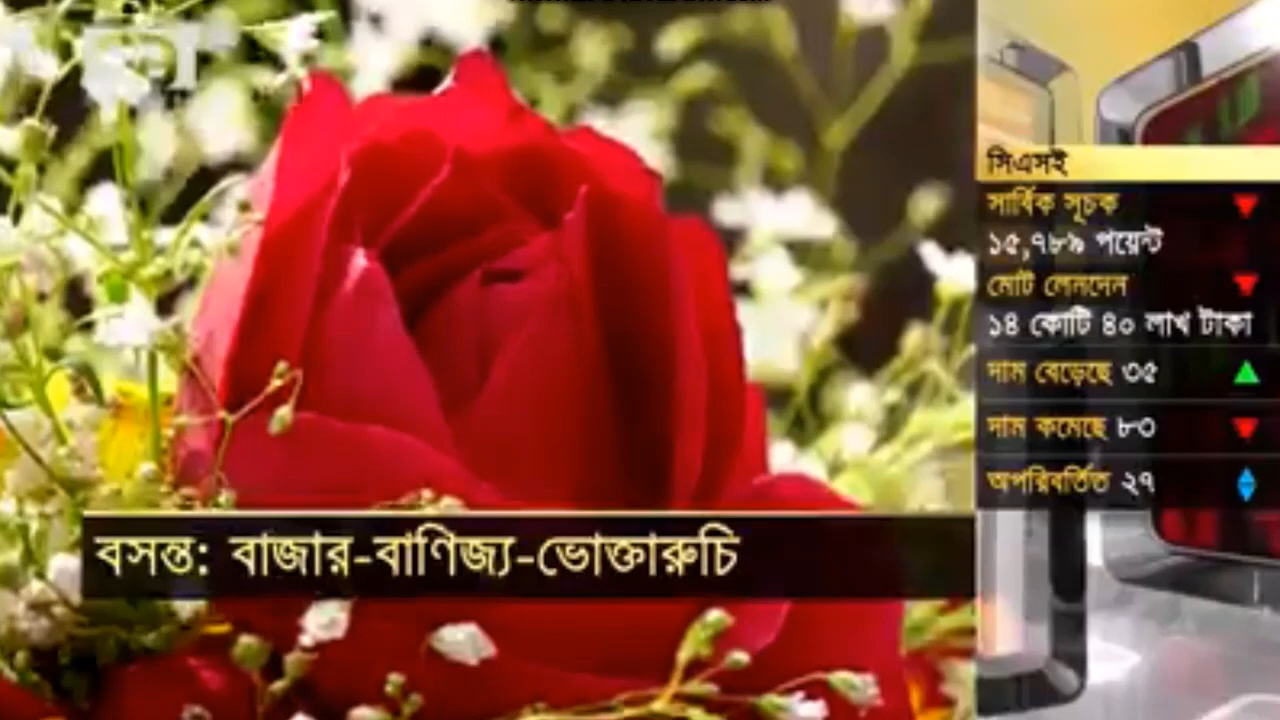 বসন্ত: বাজার-বাণিজ্য-ভোক্তারুচি
সিএসই
সার্বিক সূচক
১৫,৭৮৯ পয়েন্ট
মোট লেনদেন
১৪ কোটি ৪০ লাখ টাকা
দাম বেড়েছে ৩৫
দাম কমেছে ৮৩
অপরিবর্তিত ২৭